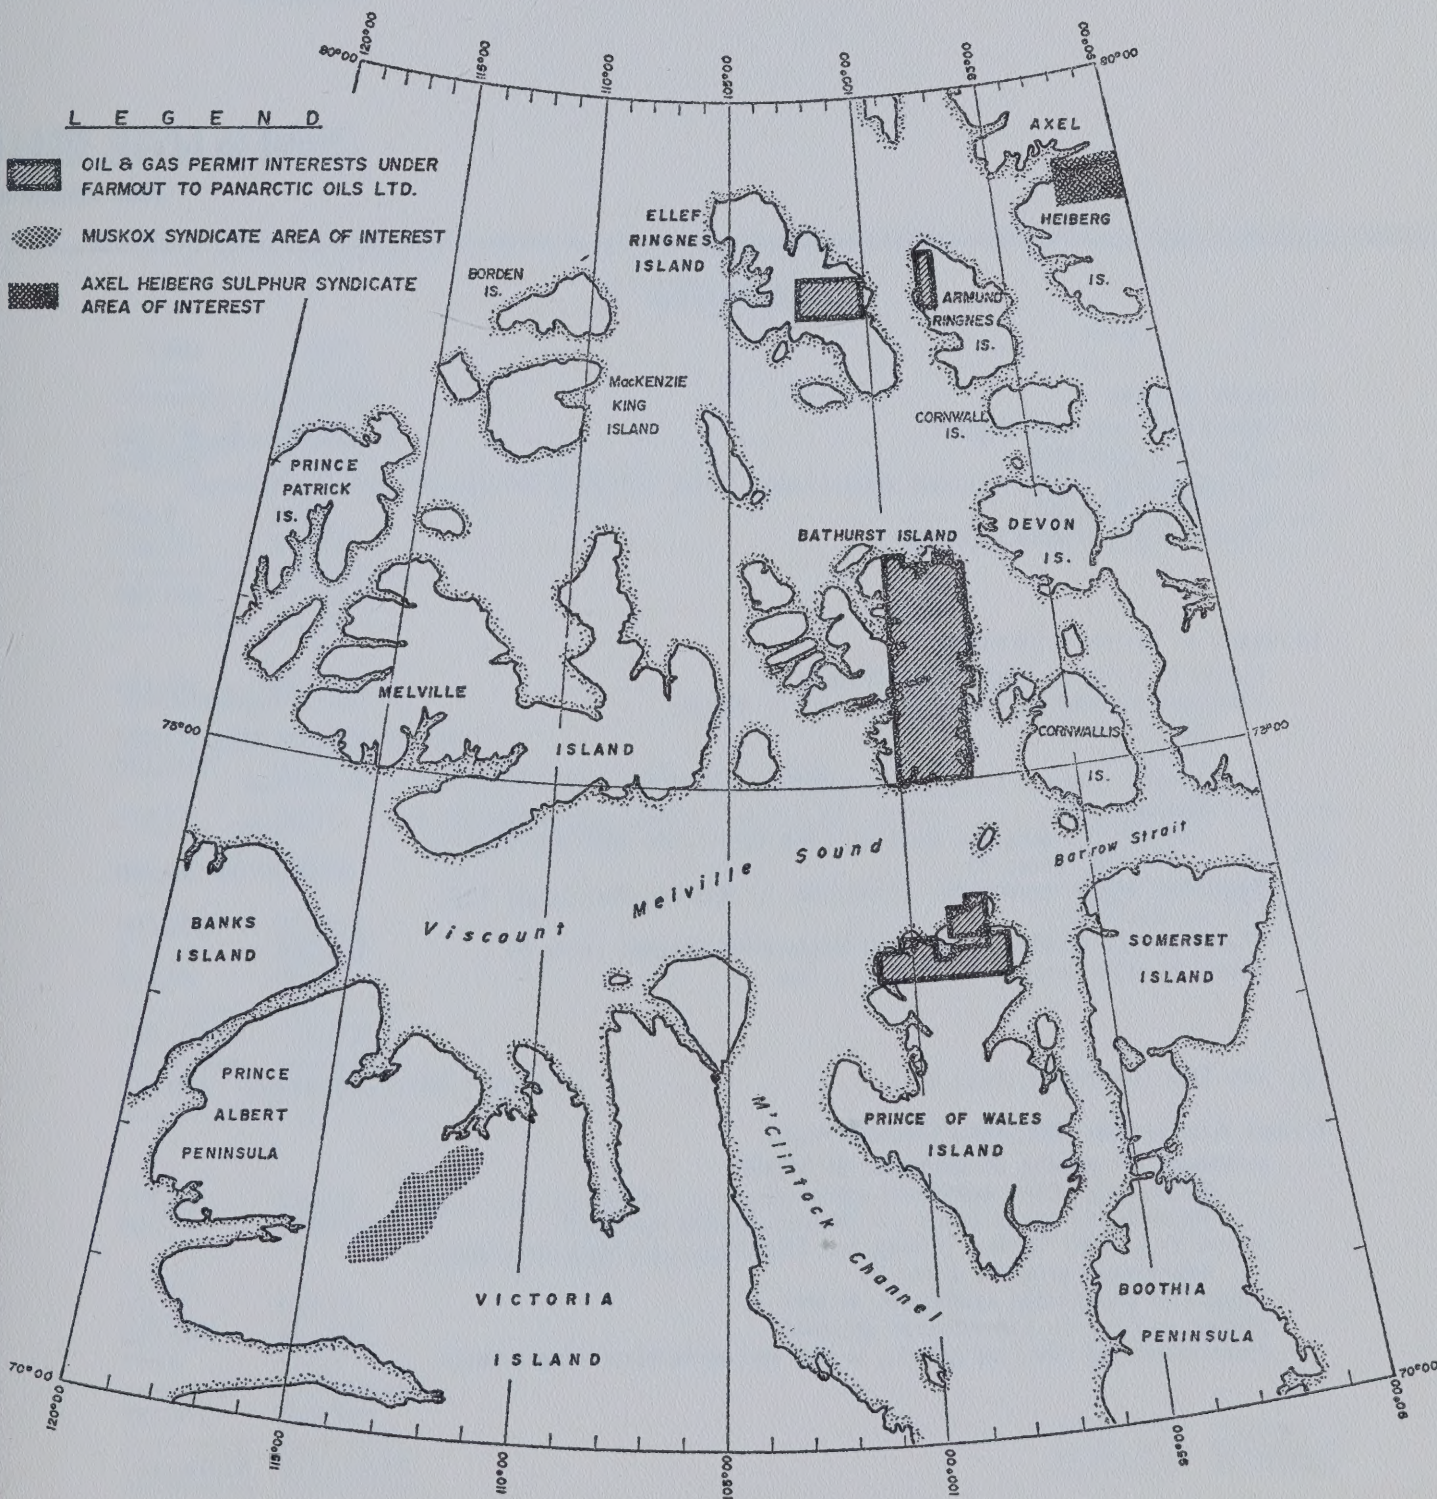 80°00
120°00
115°00
110°00
105°00
100°00
95°00
90°00
80°00
L E G E N D
OIL & GAS PERMIT INTERESTS UNDER
FARMOUT TO PANARCTIC OILS LTD.
MUSKOX SYNDICATE AREA OF INTEREST
AXEL HEIBERG SULPHUR SYNDICATE
AREA OF INTEREST
AXEL
HEIBERG
IS.
ELLEF
RINGNES
ISLAND
BORDEN
IS.
ARMUND
RINGNES
IS.
MacKENZIE
KING
ISLAND
CORNWALL
IS.
PRINCE
PATRICK
IS.
BATHURST ISLAND
DEVON
IS.
MELVILLE
ISLAND
75°00
75°00
CORNWALLIS
IS.
Viscount Melville Sound
Barrow Strait
BANKS
ISLAND
SOMERSET
ISLAND
PRINCE
ALBERT
PENINSULA
M'Clintock Channel
PRINCE OF WALES
ISLAND
VICTORIA
ISLAND
BOOTHIA
PENINSULA
70°00
70°00
120°00
115°00
110°00
105°00
100°00
95°00
90°00